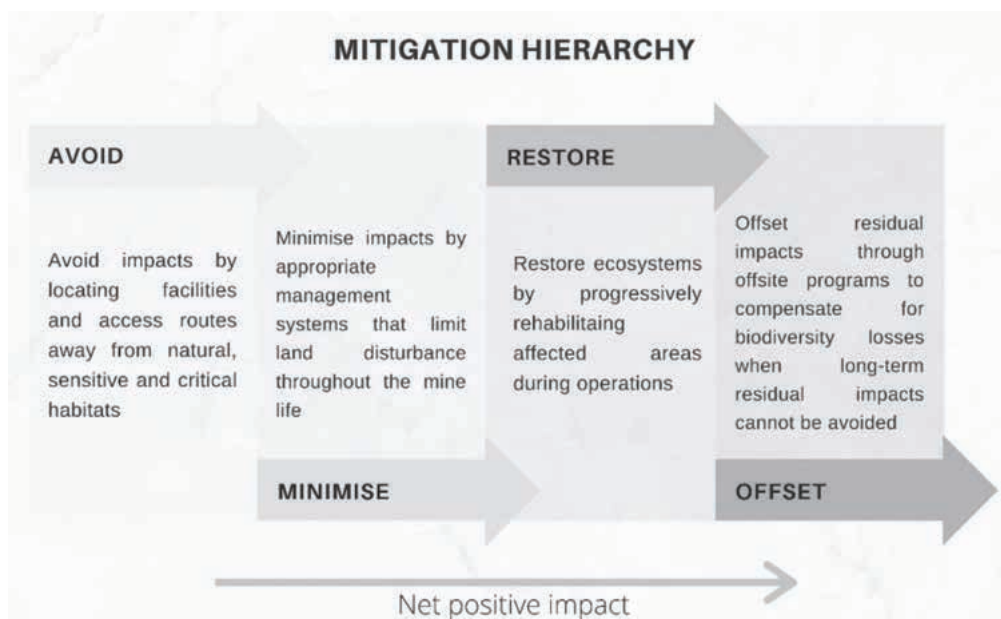 MITIGATION HIERARCHY
AVOID
Avoid impacts by
locating facilities
and access routes
away from natural,
sensitive and critical
habitats
Minimise impacts by
appropriate
management
systems that limit
land disturbance
throughout the mine
life
MINIMISE
RESTORE
Restore ecosystems
by progressively
rehabilitaing
affected areas
during operations
Offset residual
impacts through
offsite programs to
compensate for
biodiversity losses
when long-term
residual impacts
cannot be avoided
OFFSET
Net positive impact